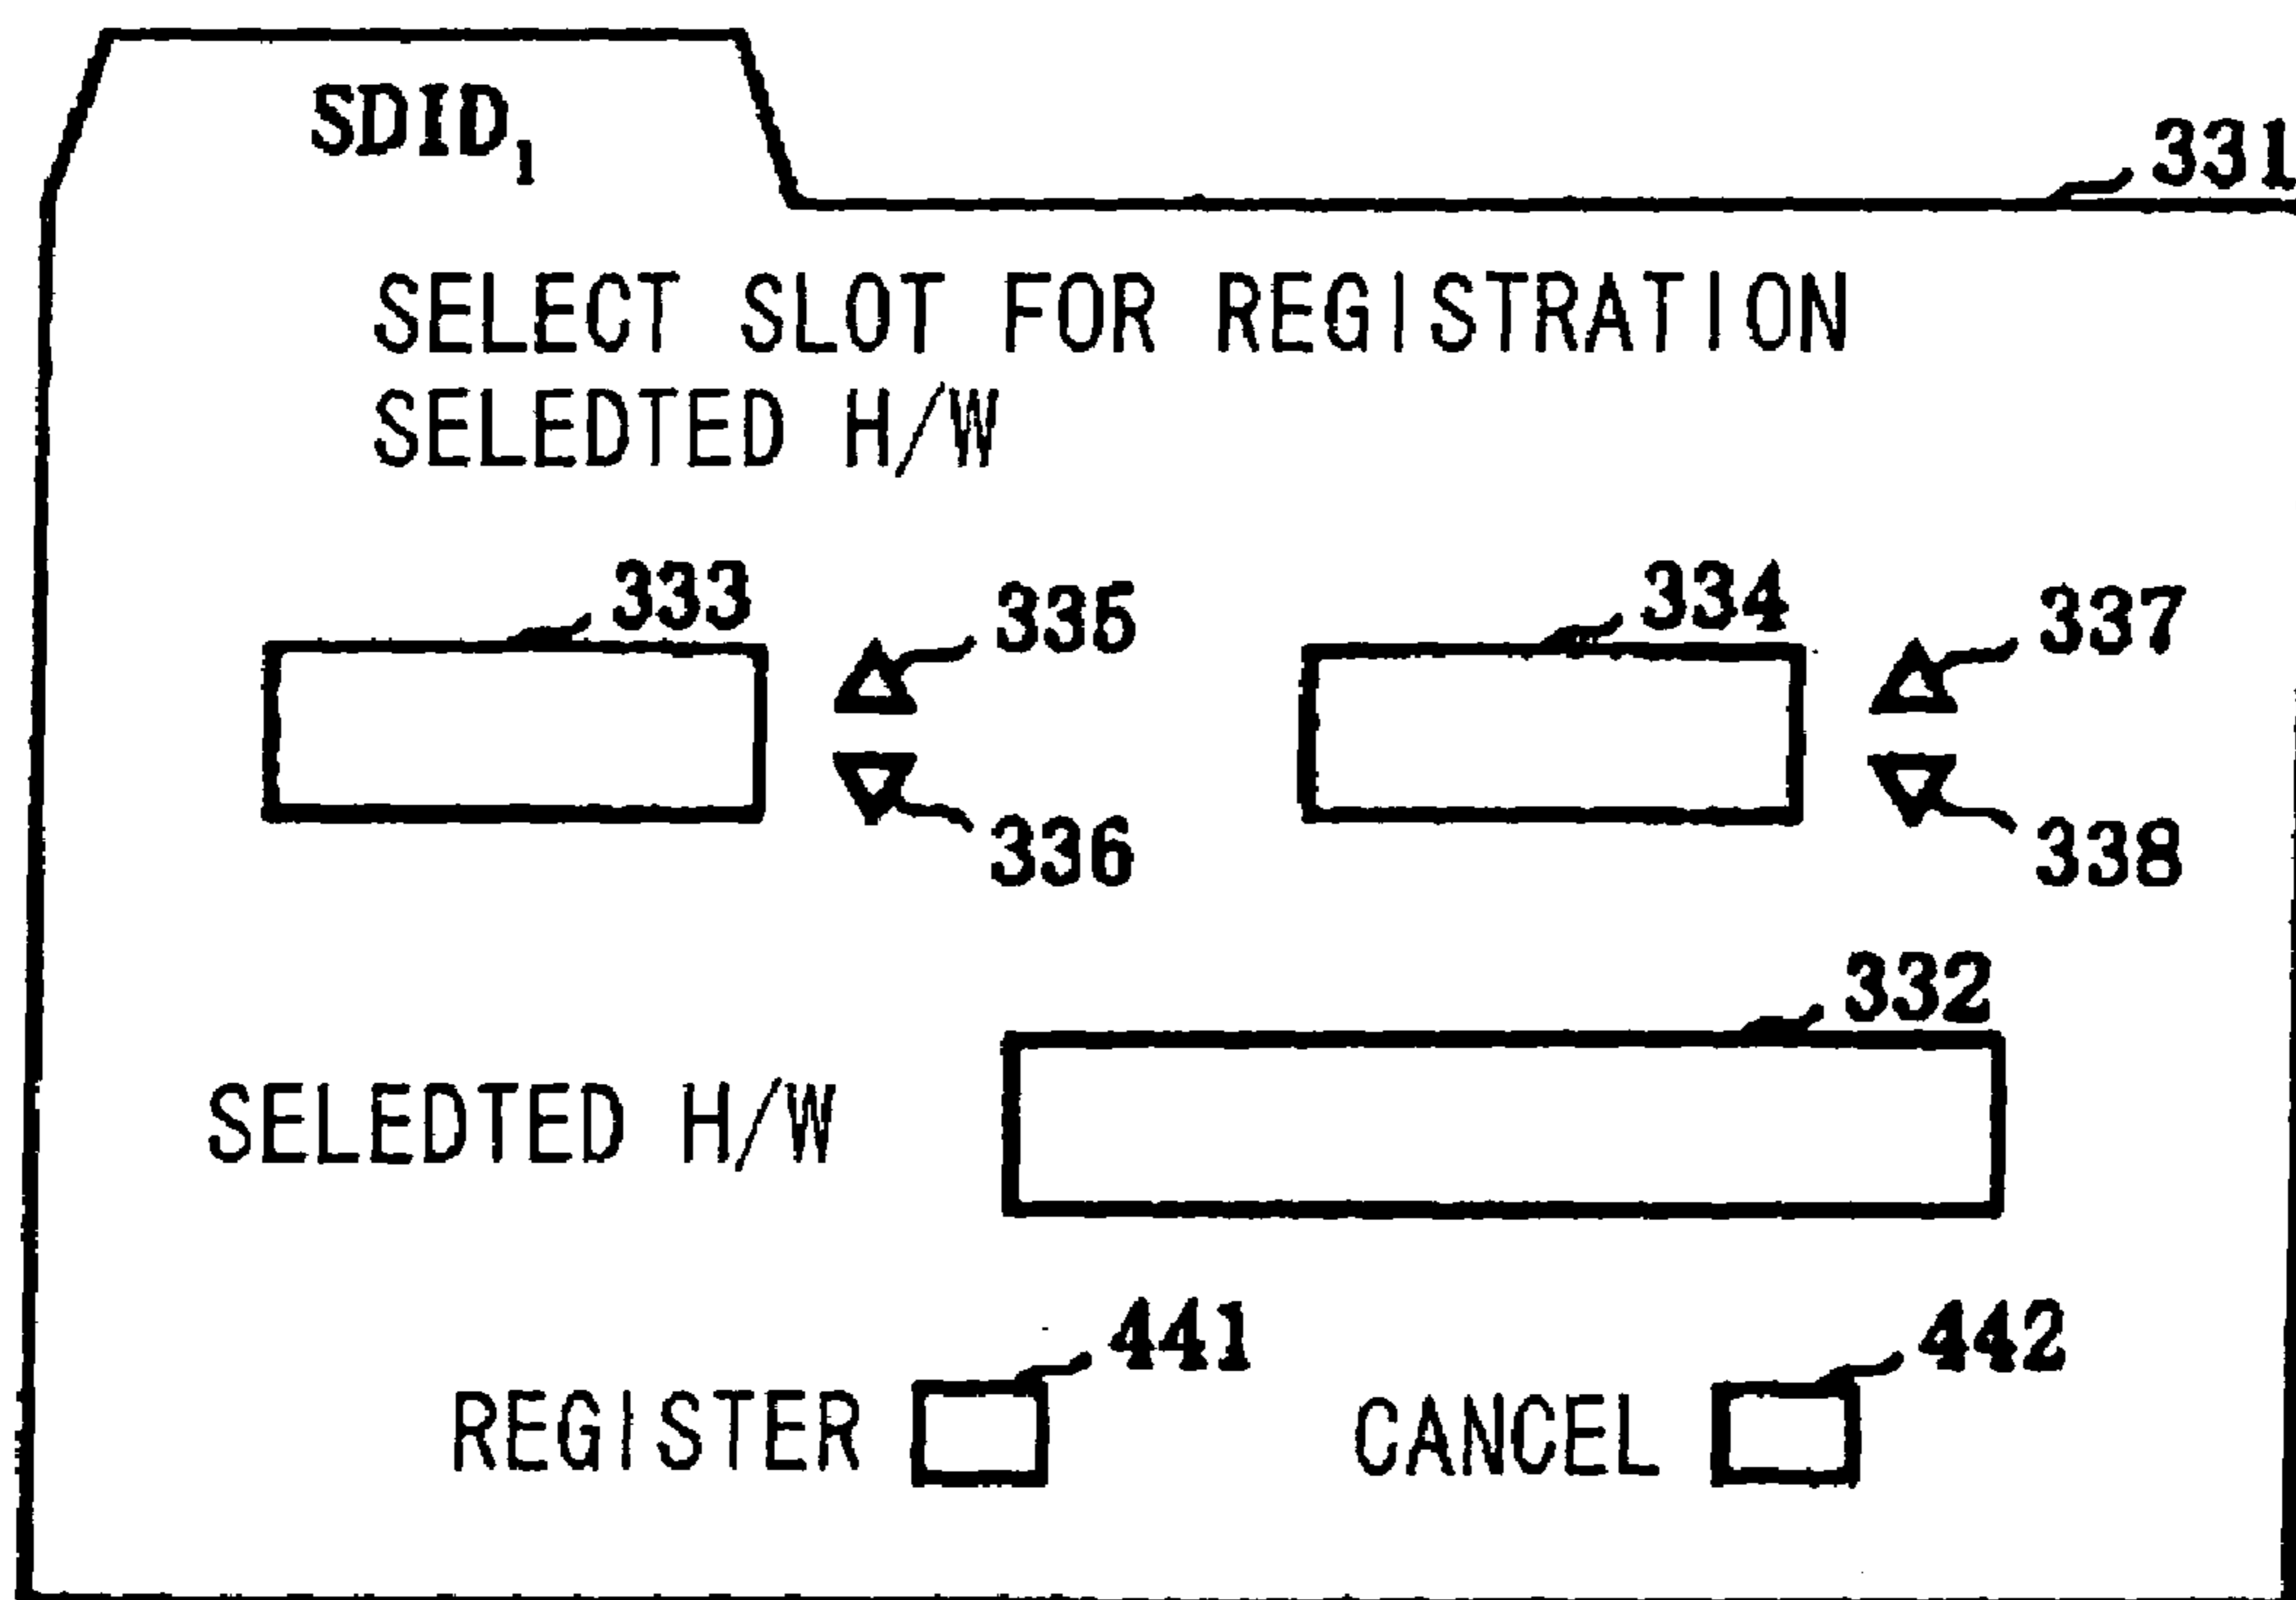 SDID₁
331
SELECT SLOT FOR REGISTRATION
SELEDTED H/W
333
335
334
337
336
338
332
SELEDTED H/W
441
442
REGISTER
CANCEL